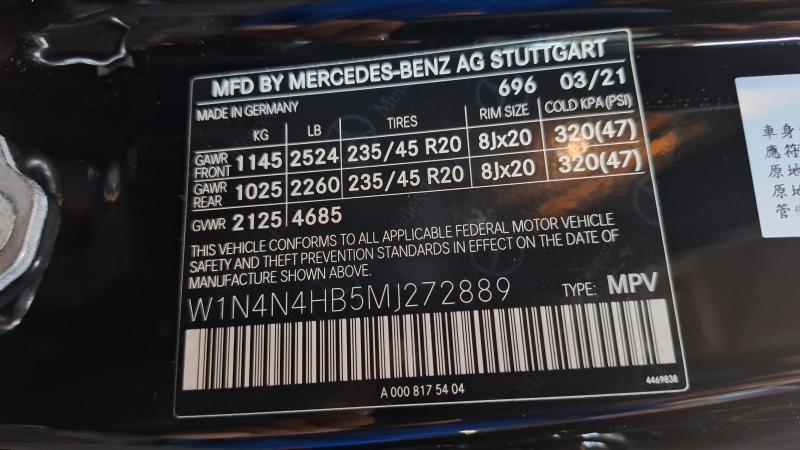 MFD BY MERCEDES-BENZ AG STUTTGART
MADE IN GERMANY 696 03/21
KG LB TIRES RIM SIZE COLD KPA (PSI)
GAWR FRONT 1145 2524 235/45 R20 8Jx20 320(47)
GAWR REAR 1025 2260 235/45 R20 8Jx20 320(47)
GVWR 2125 4685
THIS VEHICLE CONFORMS TO ALL APPLICABLE FEDERAL MOTOR VEHICLE
SAFETY AND THEFT PREVENTION STANDARDS IN EFFECT ON THE DATE OF
MANUFACTURE SHOWN ABOVE.
W1N4N4HB5MJ272889 TYPE: MPV
A 000 817 54 04
4469838
車身
應符
原地
原地
管